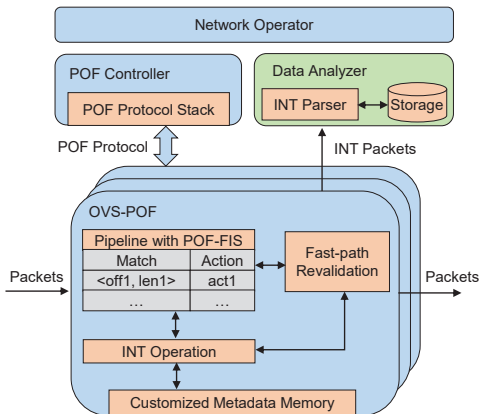 Network Operator
POF Controller
POF Protocol Stack
Data Analyzer
INT Parser
Storage
POF Protocol
INT Packets
OVS-POF
Pipeline with POF-FIS
Match Action
<off1, len1> act1
... ...
Fast-path
Revalidation
Packets
Packets
INT Operation
Customized Metadata Memory